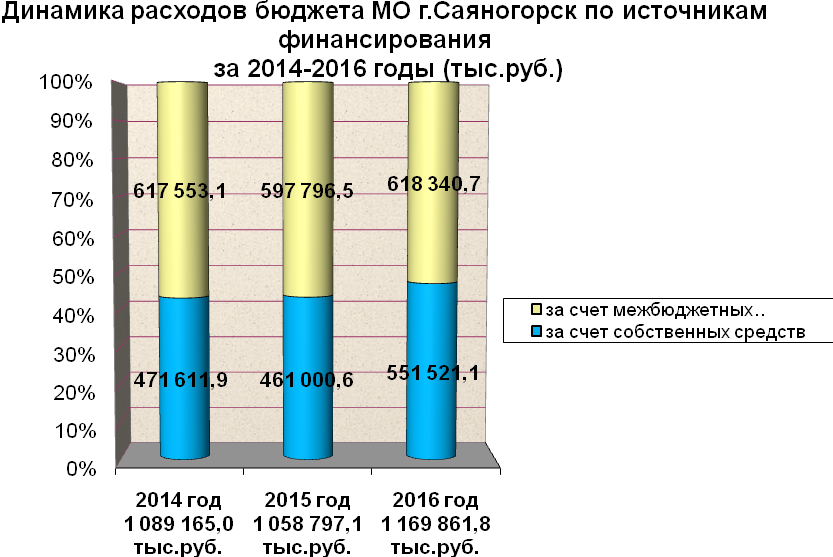 Динамика расходов бюджета МО г.Саяногорск по источникам
финансирования
за 2014-2016 годы (тыс.руб.)
100%
90%
80%
70%
60%
50%
40%
30%
20%
10%
0%
617 553,1
597 796,5
618 340,7
471 611,9
461 000,6
551 521,1
за счет межбюджетных..
за счет собственных средств
2014 год
1 089 165,0
тыс.руб.
2015 год
1 058 797,1
тыс.руб.
2016 год
1 169 861,8
тыс.руб.